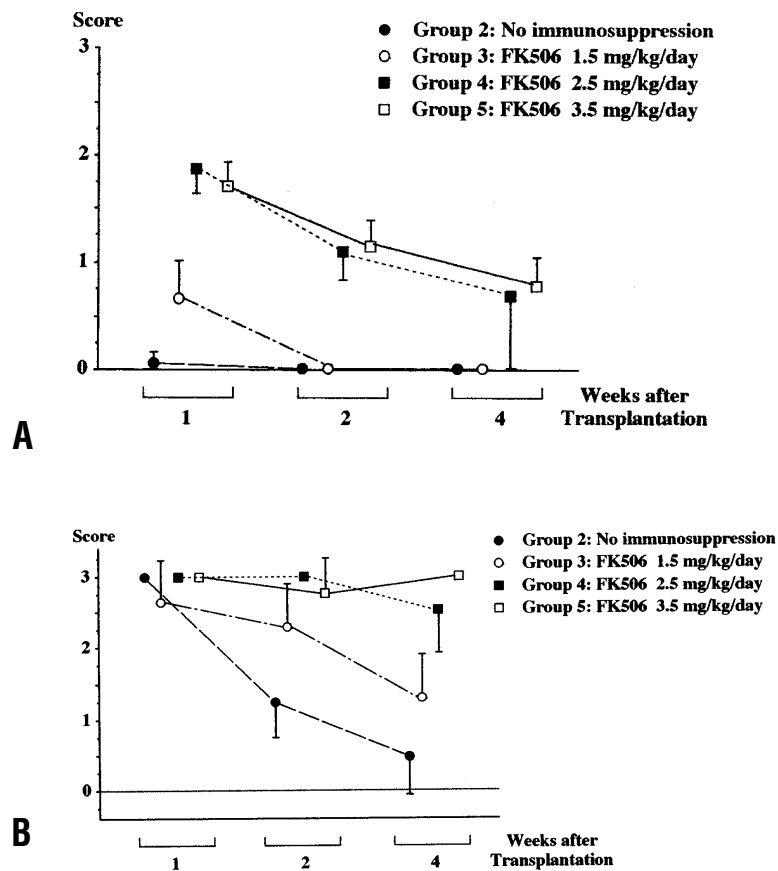 Score
Group 2: No immunosuppression
Group 3: FK506 1.5 mg/kg/day
Group 4: FK506 2.5 mg/kg/day
Group 5: FK506 3.5 mg/kg/day
3
2
1
0
1
2
4
Weeks after
Transplantation
A
Score
Group 2: No immunosuppression
Group 3: FK506 1.5 mg/kg/day
Group 4: FK506 2.5 mg/kg/day
Group 5: FK506 3.5 mg/kg/day
3
2
1
0
1
2
4
Weeks after
Transplantation
B